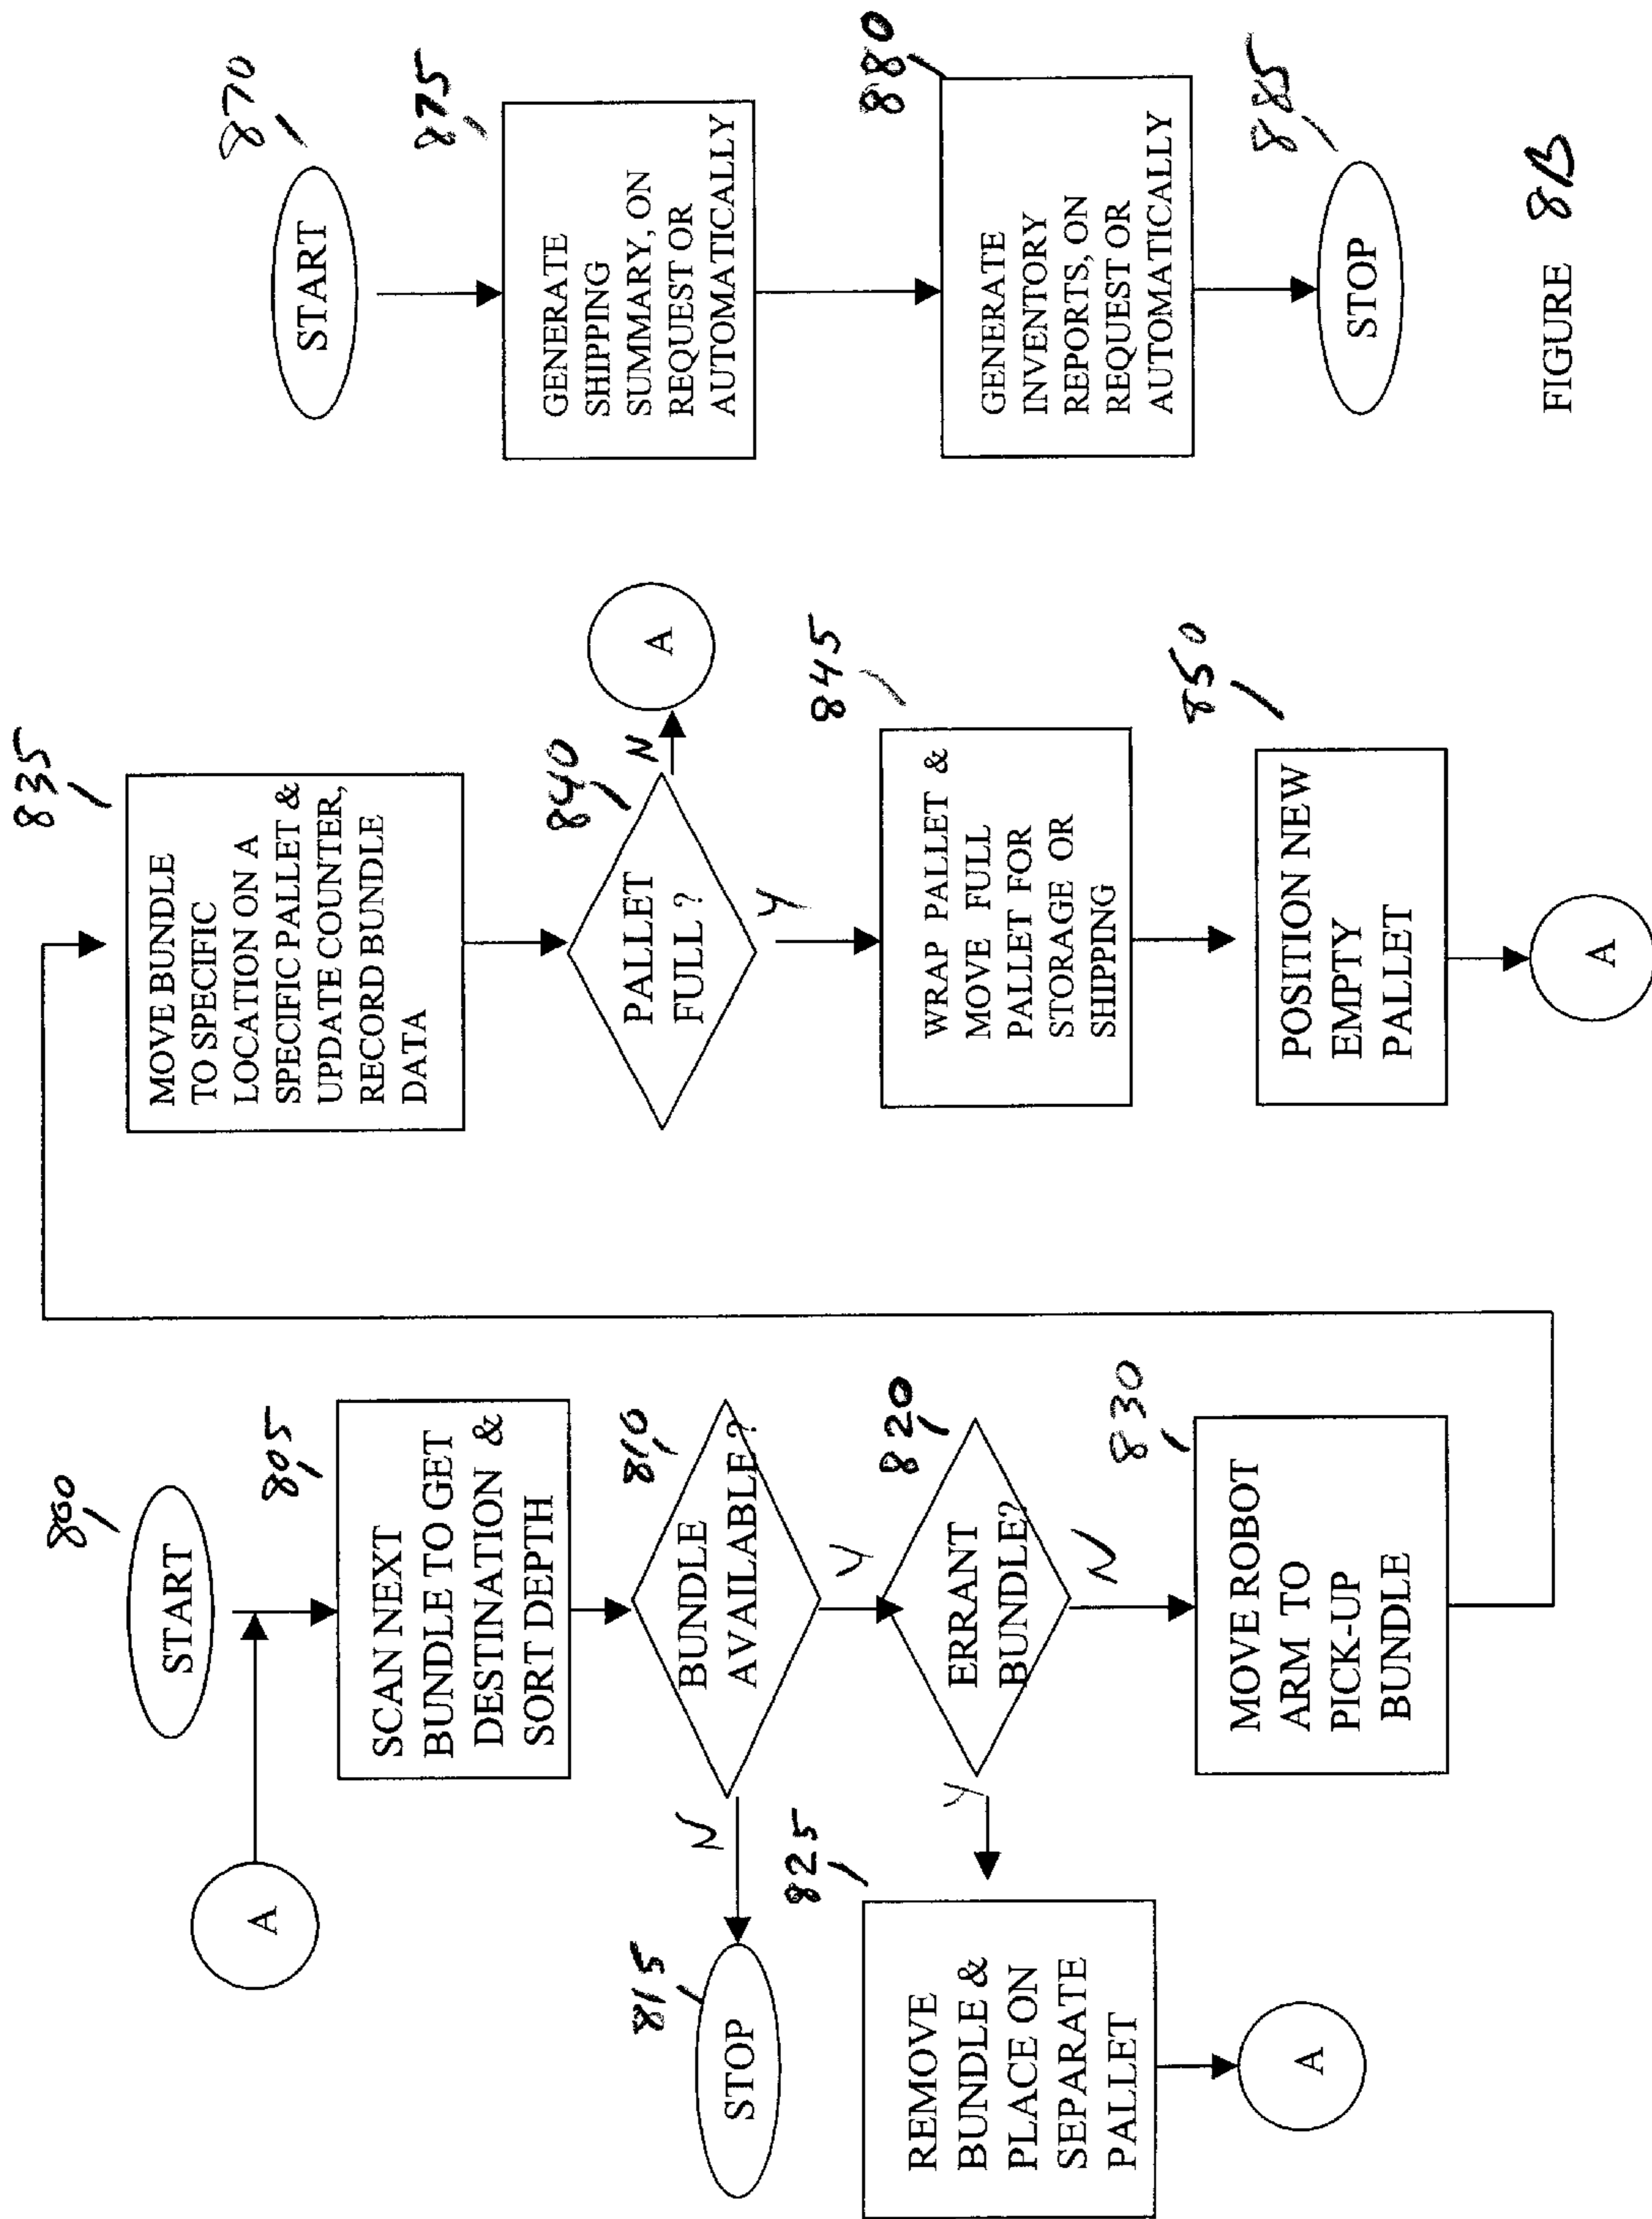 800
START
A
805
SCAN NEXT
BUNDLE TO GET
DESTINATION &
SORT DEPTH
810
BUNDLE
AVAILABLE?
N
Y
815
STOP
820
ERRANT
BUNDLE?
Y
N
825
REMOVE
BUNDLE &
PLACE ON
SEPARATE
PALLET
A
830
MOVE ROBOT
ARM TO
PICK-UP
BUNDLE
835
MOVE BUNDLE
TO SPECIFIC
LOCATION ON A
SPECIFIC PALLET &
UPDATE COUNTER,
RECORD BUNDLE
DATA
840
PALLET
FULL ?
N
A
Y
845
WRAP PALLET &
MOVE FULL
PALLET FOR
STORAGE OR
SHIPPING
850
POSITION NEW
EMPTY
PALLET
A
870
START
875
GENERATE
SHIPPING
SUMMARY, ON
REQUEST OR
AUTOMATICALLY
880
GENERATE
INVENTORY
REPORTS, ON
REQUEST OR
AUTOMATICALLY
885
STOP
FIGURE 8B